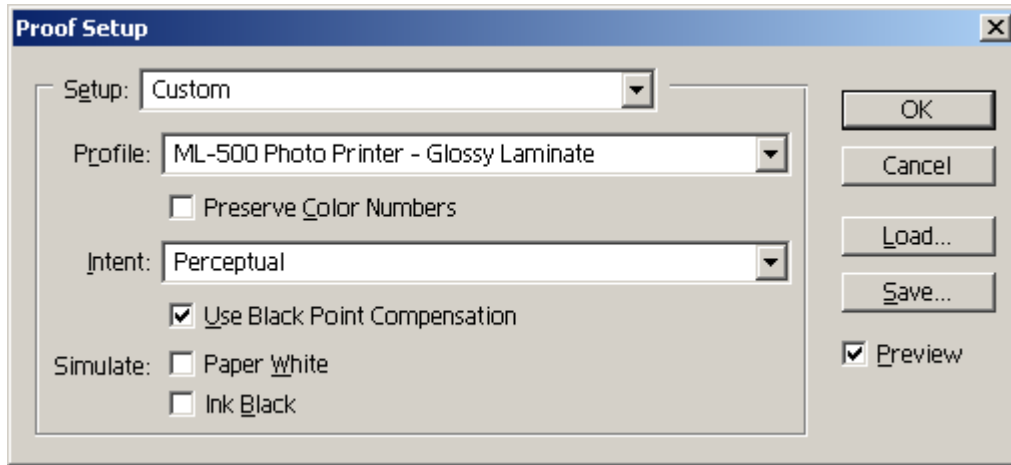 Proof Setup
Setup: Custom
OK
Profile: ML-500 Photo Printer - Glossy Laminate
Cancel
Preserve Color Numbers
Load...
Intent: Perceptual
Save...
Use Black Point Compensation
Preview
Simulate: Paper White
Ink Black